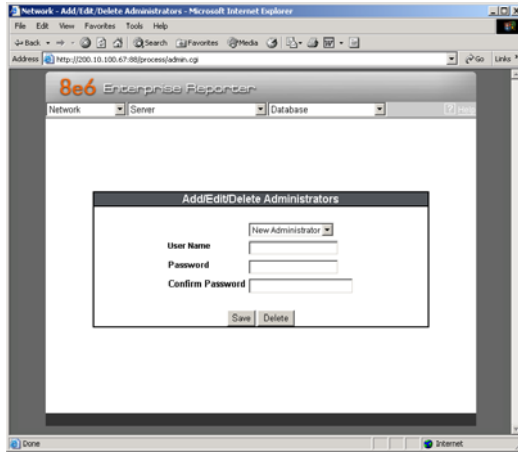 Network - Add/Edit/Delete Administrators - Microsoft Internet Explorer
File Edit View Favorites Tools Help
Back Search Favorites Media
Address http://200.10.100.67:88/process/admin.cgi Go Links
8e6 Enterprise Reporter
Network Server Database Help
Add/Edit/Delete Administrators
New Administrator
User Name
Password
Confirm Password
Save Delete
Done Internet